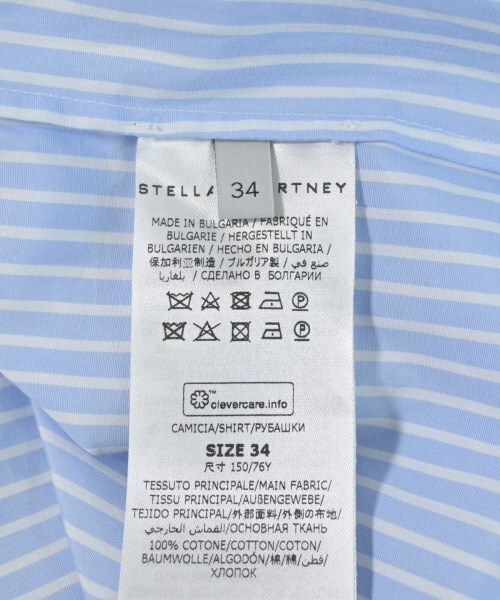 STELLA RTNEY
34
MADE IN BULGARIA / FABRIQUÉ EN
BULGARIE / HERGESTELLT IN
BULGARIEN / HECHO EN BULGARIA /
保加利亚制造 / ブルガリア製 / صنع في
بلغاريا / СДЕЛАНО В БОЛГАРИИ
clevercare.info
CAMICIA/SHIRT/РУБАШКИ
SIZE 34
尺寸 150/76Y
TESSUTO PRINCIPALE/MAIN FABRIC/
TISSU PRINCIPAL/AUßENGEWEBE/
TEJIDO PRINCIPAL/外部面料/外側の布地/
القماش الخارجي/ОСНОВНАЯ ТКАНЬ
100% COTONE/COTTON/COTON/
BAUMWOLLE/ALGODÓN/棉/綿/قطن/
ХЛОПОК